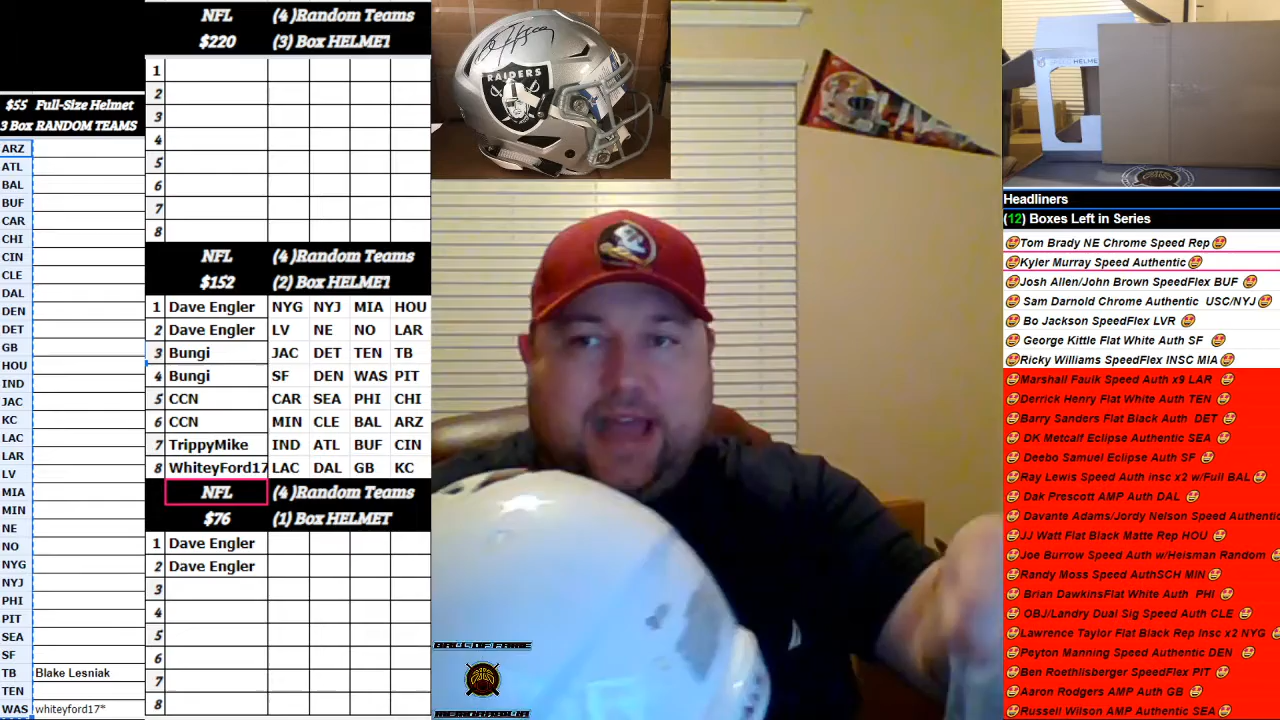 $55 Full-Size Helmet
3 Box RANDOM TEAMS
ARZ
ATL
BAL
BUF
CAR
CHI
CIN
CLE
DAL
DEN
DET
GB
HOU
IND
JAC
KC
LAC
LAR
LV
MIA
MIN
NE
NO
NYG
NYJ
PHI
PIT
SEA
SF
TB Blake Lesniak
TEN
WAS whiteyford17*
NFL (4 )Random Teams
$220 (3) Box HELMET
1
2
3
4
5
6
7
8
NFL (4 )Random Teams
$152 (2) Box HELMET
1 Dave Engler NYG NYJ MIA HOU
2 Dave Engler LV NE NO LAR
3 Bungi JAC DET TEN TB
4 Bungi SF DEN WAS PIT
5 CCN CAR SEA PHI CHI
6 CCN MIN CLE BAL ARZ
7 TrippyMike IND ATL BUF CIN
8 WhiteyFord17 LAC DAL GB KC
NFL (4 )Random Teams
$76 (1) Box HELMET
1 Dave Engler
2 Dave Engler
3
4
5
6
7
8
RAIDERS
BALLS OF FAME
MEMORABILIA
Headliners
(12) Boxes Left in Series
Tom Brady NE Chrome Speed Rep
Kyler Murray Speed Authentic
Josh Allen/John Brown SpeedFlex BUF
Sam Darnold Chrome Authentic USC/NYJ
Bo Jackson SpeedFlex LVR
George Kittle Flat White Auth SF
Ricky Williams SpeedFlex INSC MIA
Marshall Faulk Speed Auth x9 LAR
Derrick Henry Flat White Auth TEN
Barry Sanders Flat Black Auth DET
DK Metcalf Eclipse Authentic SEA
Deebo Samuel Eclipse Auth SF
Ray Lewis Speed Auth insc x2 w/Full BAL
Dak Prescott AMP Auth DAL
Davante Adams/Jordy Nelson Speed Authentic
JJ Watt Flat Black Matte Rep HOU
Joe Burrow Speed Auth w/Heisman Random
Randy Moss Speed AuthSCH MIN
Brian DawkinsFlat White Auth PHI
OBJ/Landry Dual Sig Speed Auth CLE
Lawrence Taylor Flat Black Rep Insc x2 NYG
Peyton Manning Speed Authentic DEN
Ben Roethlisberger SpeedFlex PIT
Aaron Rodgers AMP Auth GB
Russell Wilson AMP Authentic SEA